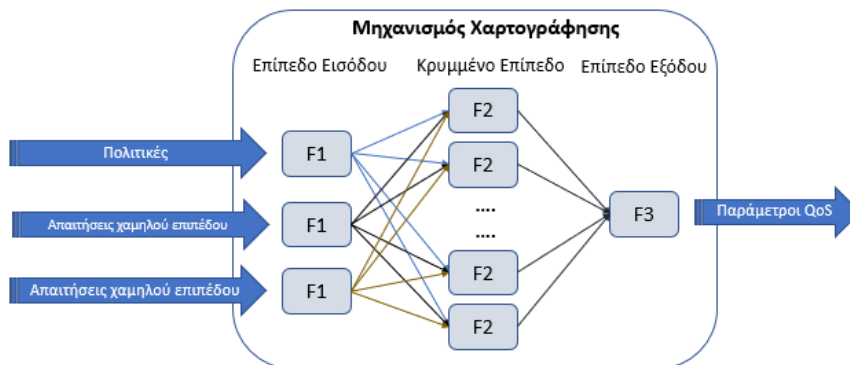 Μηχανισμός Χαρτογράφησης
Επίπεδο Εισόδου Κρυμμένο Επίπεδο Επίπεδο Εξόδου
F2
Πολιτικές
F1
F2
Απαιτήσεις χαμηλού επιπέδου
F1
....
....
F3
Παράμετροι QoS
Απαιτήσεις χαμηλού επιπέδου
F1
F2
F2